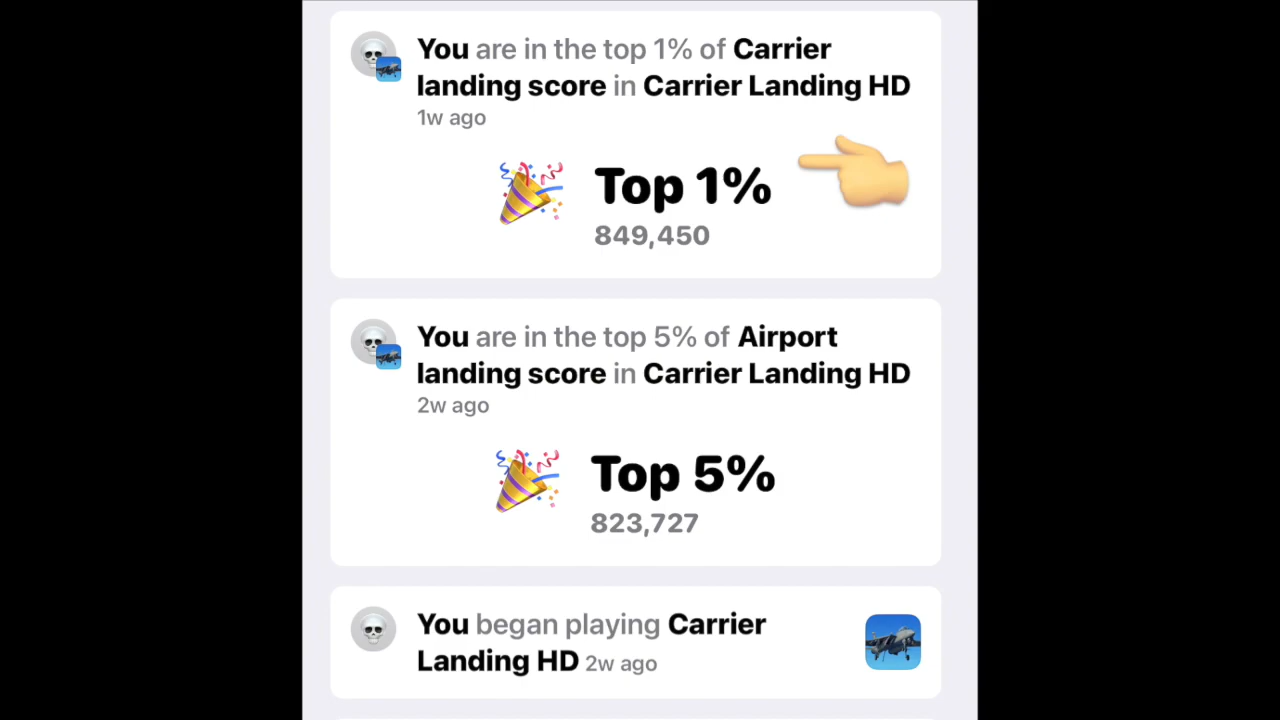 You are in the top 1% of Carrier
landing score in Carrier Landing HD
1w ago
Top 1%
849,450
You are in the top 5% of Airport
landing score in Carrier Landing HD
2w ago
Top 5%
823,727
You began playing Carrier
Landing HD 2w ago